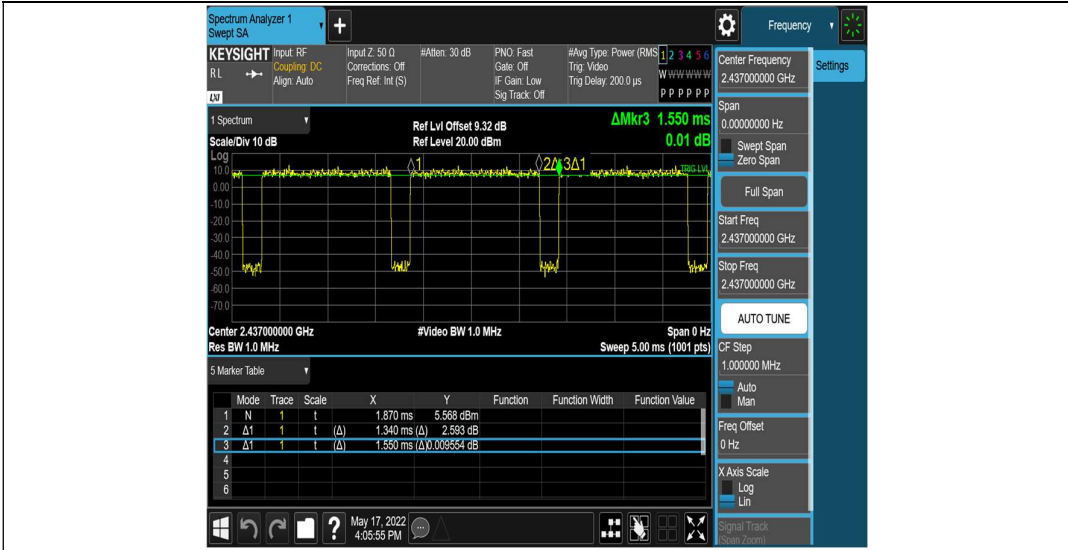 Spectrum Analyzer 1
Swept SA
+
Frequency
KEYSIGHT
RL
LXI
Input: RF
Coupling: DC
Align: Auto
Input Z: 50 Ω
Corrections: Off
Freq Ref: Int (S)
#Atten: 30 dB
PNO: Fast
Gate: Off
IF Gain: Low
Sig Track: Off
#Avg Type: Power (RMS
Trig: Video
Trig Delay: 200.0 µs
1 2 3 4 5 6
W W W W W W
P P P P P P
1 Spectrum
Scale/Div 10 dB
Ref Lvl Offset 9.32 dB
Ref Level 20.00 dBm
ΔMkr3 1.550 ms
0.01 dB
Log
10.0
0.00
-10.0
-20.0
-30.0
-40.0
-50.0
-60.0
-70.0
1
2Δ 3Δ1
TRIG LVL
Center 2.437000000 GHz
#Video BW 1.0 MHz
Span 0 Hz
Res BW 1.0 MHz
Sweep 5.00 ms (1001 pts)
5 Marker Table
Mode Trace Scale X Y Function Function Width Function Value
1 N 1 t 1.870 ms 5.568 dBm
2 Δ1 1 t (Δ) 1.340 ms (Δ) 2.593 dB
3 Δ1 1 t (Δ) 1.550 ms (Δ) 0.009554 dB
4
5
6
May 17, 2022
4:05:55 PM
?
Center Frequency
2.437000000 GHz
Settings
Span
0.00000000 Hz
Swept Span
Zero Span
Full Span
Start Freq
2.437000000 GHz
Stop Freq
2.437000000 GHz
AUTO TUNE
CF Step
1.000000 MHz
Auto
Man
Freq Offset
0 Hz
X Axis Scale
Log
Lin
Signal Track
(Span Zoom)